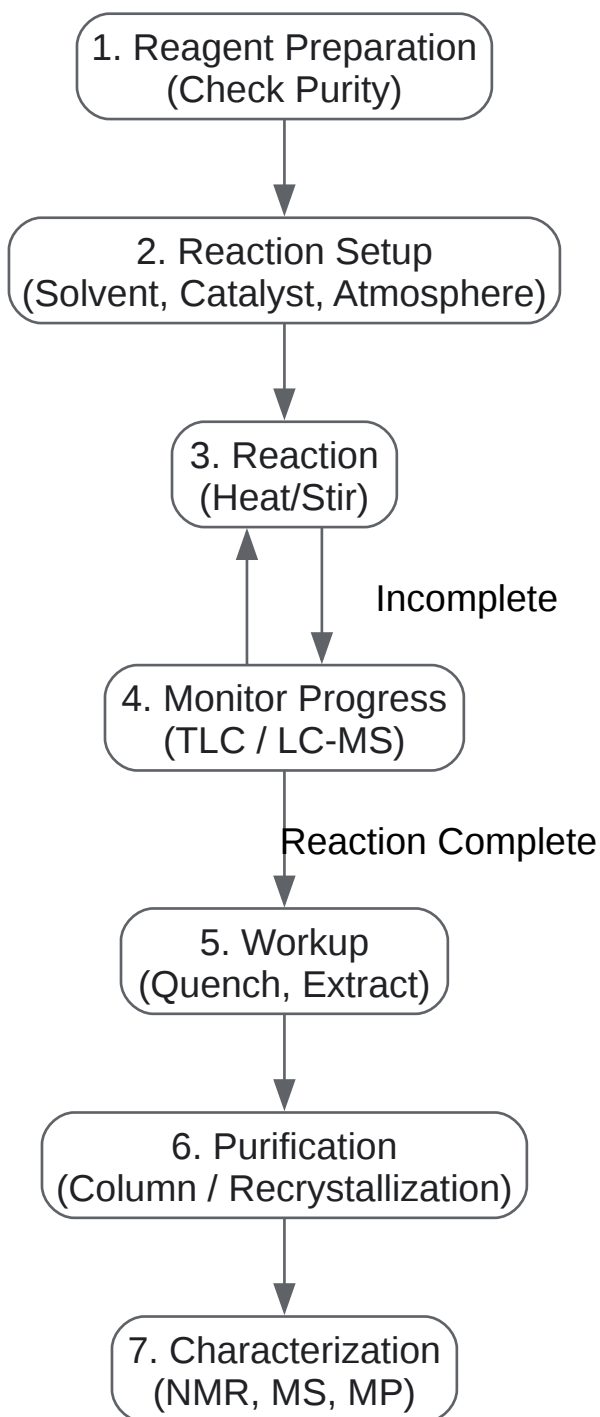 1. Reagent Preparation
(Check Purity)
2. Reaction Setup
(Solvent, Catalyst, Atmosphere)
3. Reaction
(Heat/Stir)
Incomplete
4. Monitor Progress
(TLC / LC-MS)
Reaction Complete
5. Workup
(Quench, Extract)
6. Purification
(Column / Recrystallization)
7. Characterization
(NMR, MS, MP)